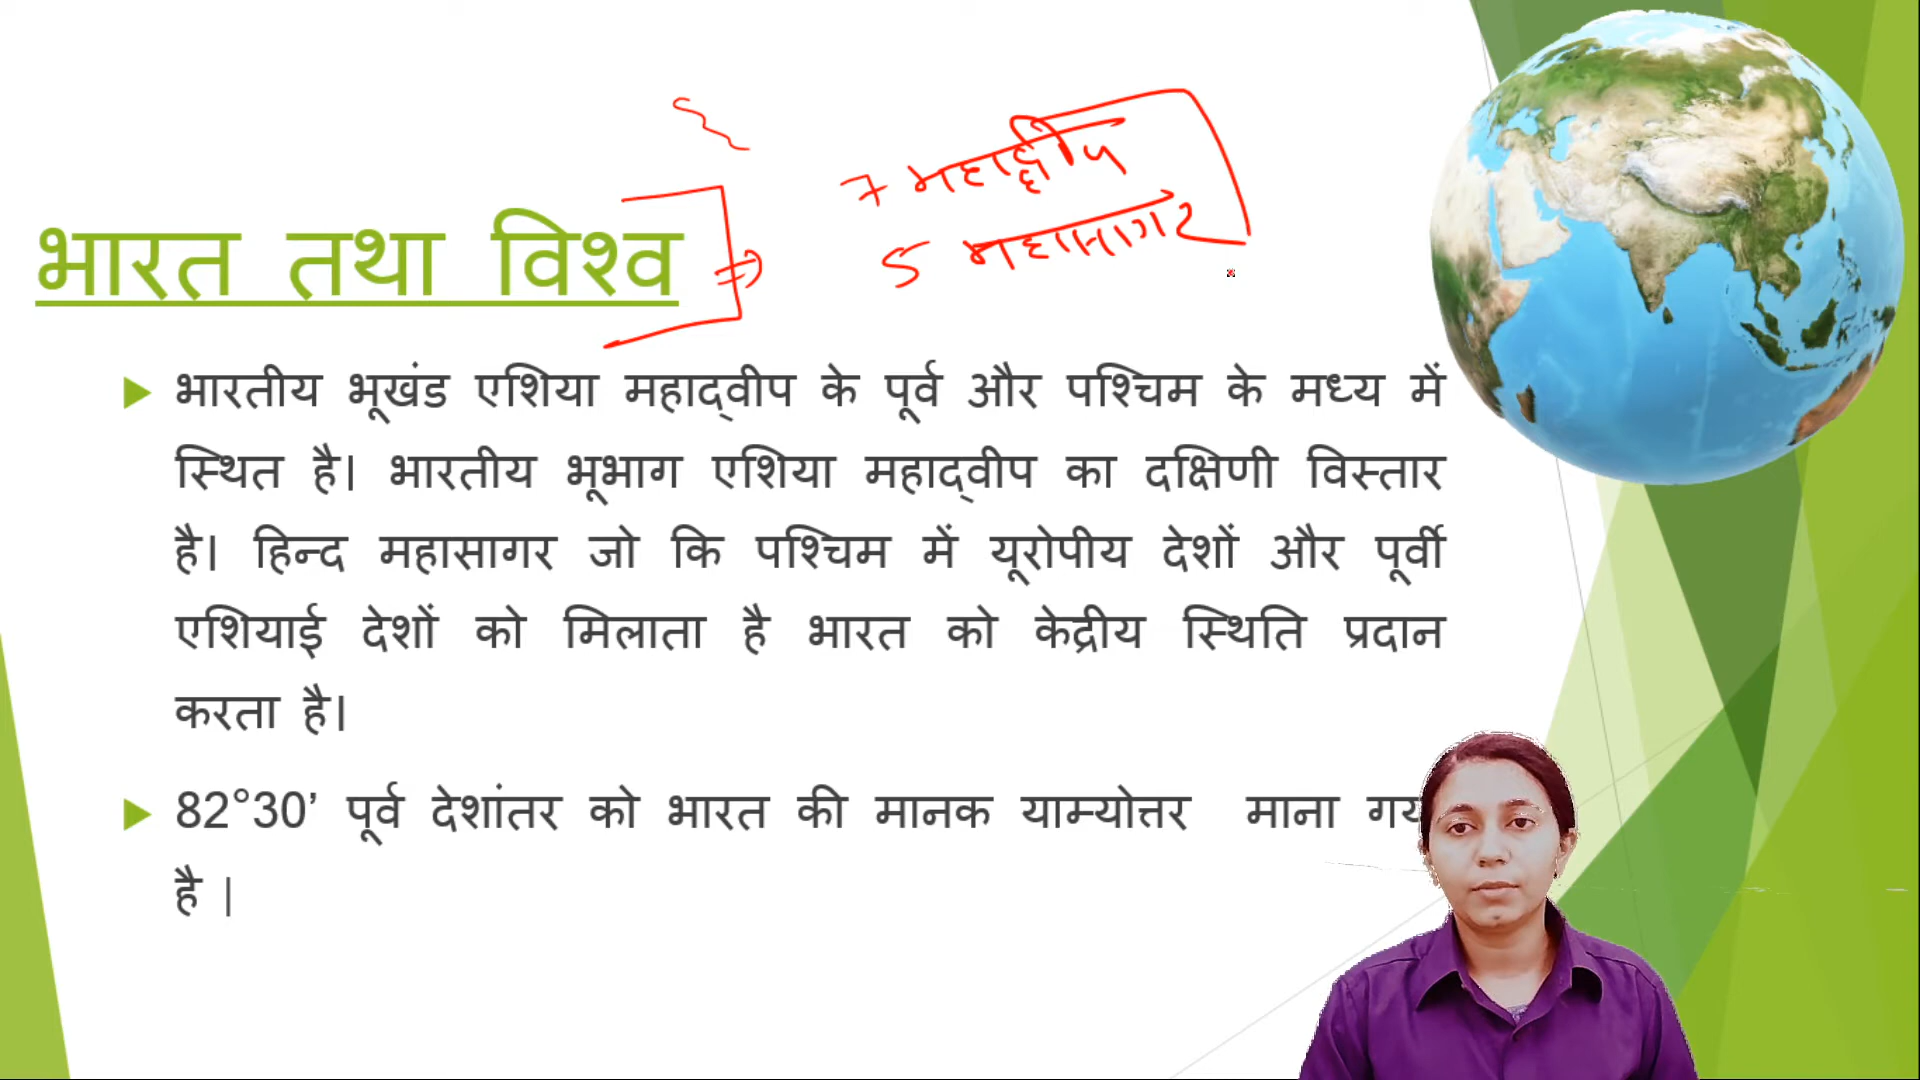 7 महाद्वीप
5 महासागर
भारत तथा विश्व
भारतीय भूखंड एशिया महाद्वीप के पूर्व और पश्चिम के मध्य में
स्थित है। भारतीय भूभाग एशिया महाद्वीप का दक्षिणी विस्तार
है। हिन्द महासागर जो कि पश्चिम में यूरोपीय देशों और पूर्वी
एशियाई देशों को मिलाता है भारत को केद्रीय स्थिति प्रदान
करता है।
82°30’ पूर्व देशांतर को भारत की मानक याम्योत्तर माना गय
है |